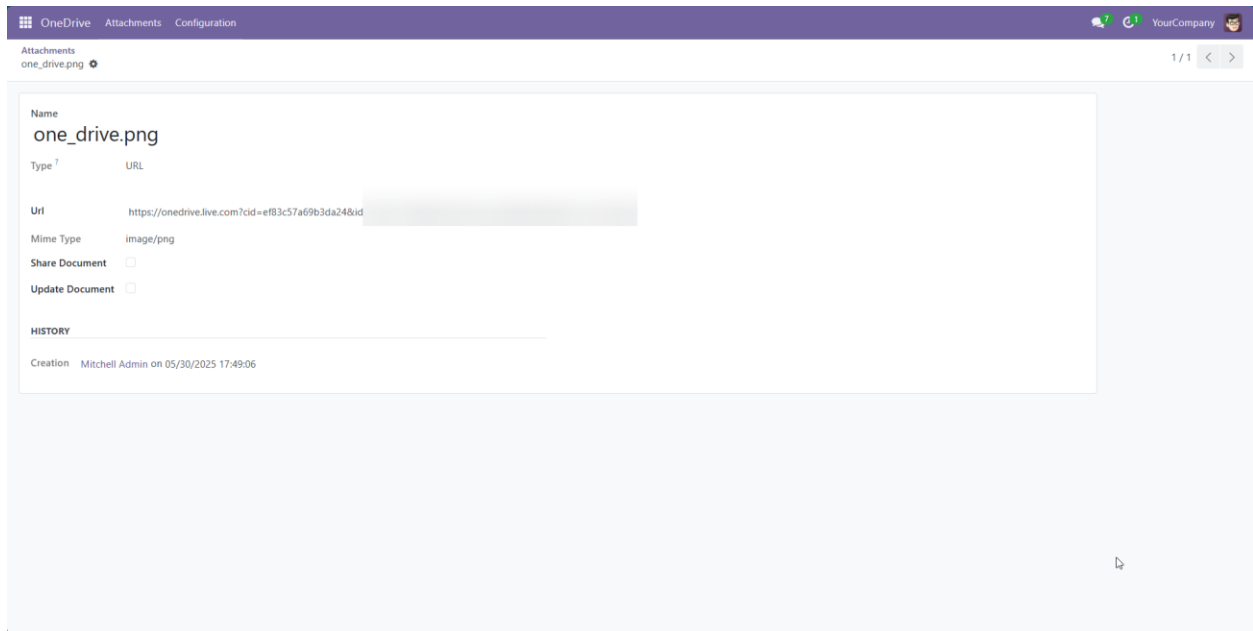 OneDrive Attachments Configuration 7 1 YourCompany
Attachments
one_drive.png
1 / 1
Name
one_drive.png
Type ? URL
Url https://onedrive.live.com?cid=ef83c57a69b3da24&id
Mime Type image/png
Share Document
Update Document
HISTORY
Creation Mitchell Admin on 05/30/2025 17:49:06